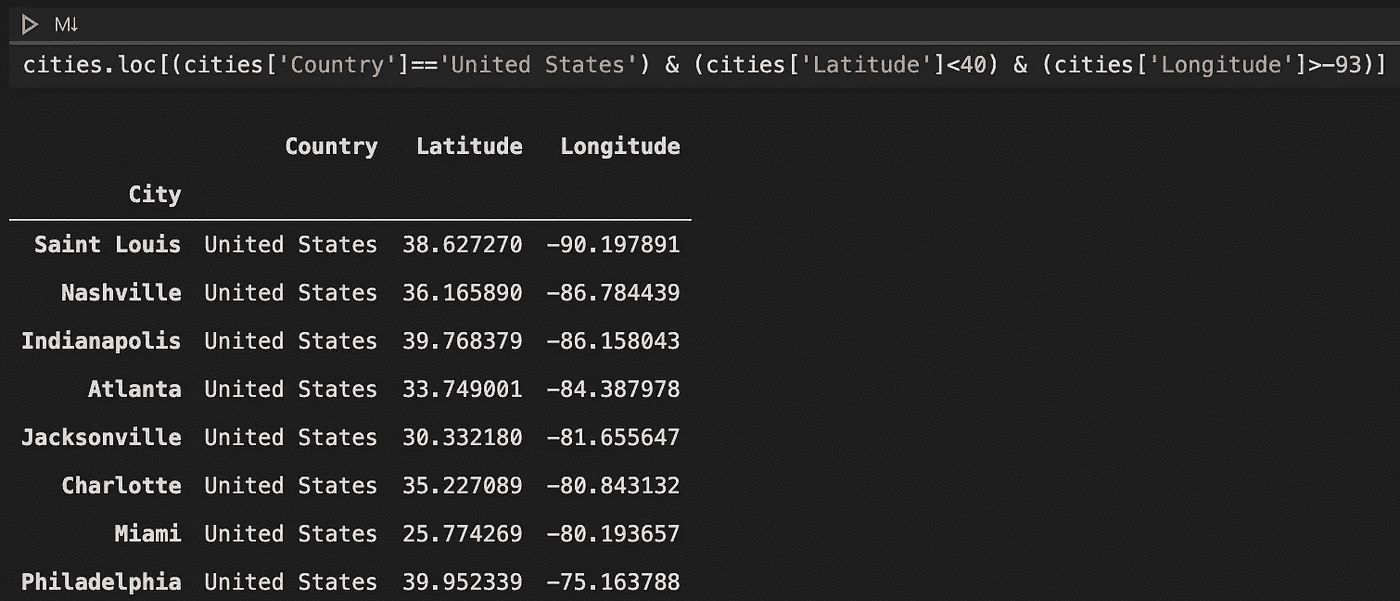 M↓
cities.loc[(cities['Country']=='United States') & (cities['Latitude']<40) & (cities['Longitude']>-93)]
Country Latitude Longitude
City
Saint Louis United States 38.627270 -90.197891
Nashville United States 36.165890 -86.784439
Indianapolis United States 39.768379 -86.158043
Atlanta United States 33.749001 -84.387978
Jacksonville United States 30.332180 -81.655647
Charlotte United States 35.227089 -80.843132
Miami United States 25.774269 -80.193657
Philadelphia United States 39.952339 -75.163788